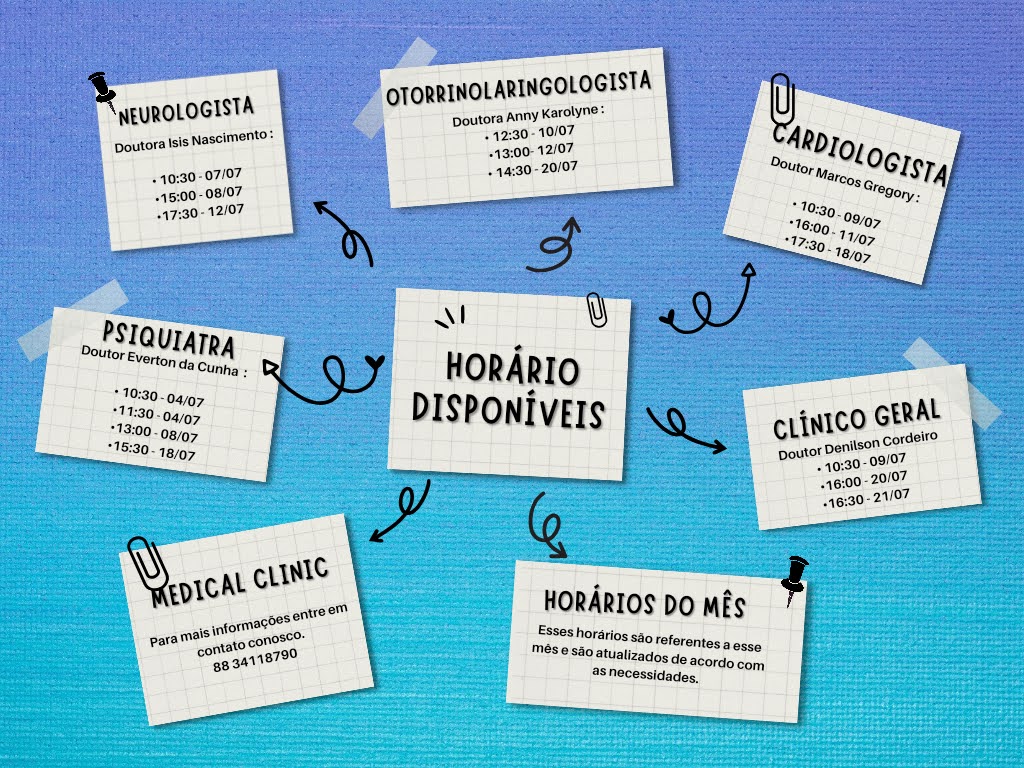 NEUROLOGISTA
Doutora Isis Nascimento :
• 10:30 - 07/07
•15:00 - 08/07
•17:30 - 12/07
OTORRINOLARINGOLOGISTA
Doutora Anny Karolyne :
• 12:30 - 10/07
•13:00- 12/07
• 14:30 - 20/07
CARDIOLOGISTA
Doutor Marcos Gregory :
• 10:30 - 09/07
•16:00 - 11/07
•17:30 - 18/07
PSIQUIATRA
Doutor Everton da Cunha :
• 10:30 - 04/07
•11:30 - 04/07
•13:00 - 08/07
•15:30 - 18/07
HORÁRIO
DISPONÍVEIS
CLÍNICO GERAL
Doutor Denilson Cordeiro
• 10:30 - 09/07
•16:00 - 20/07
•16:30 - 21/07
MEDICAL CLINIC
Para mais informações entre em
contato conosco.
88 34118790
HORÁRIOS DO MÊS
Esses horários são referentes a esse
mês e são atualizados de acordo com
as necessidades.